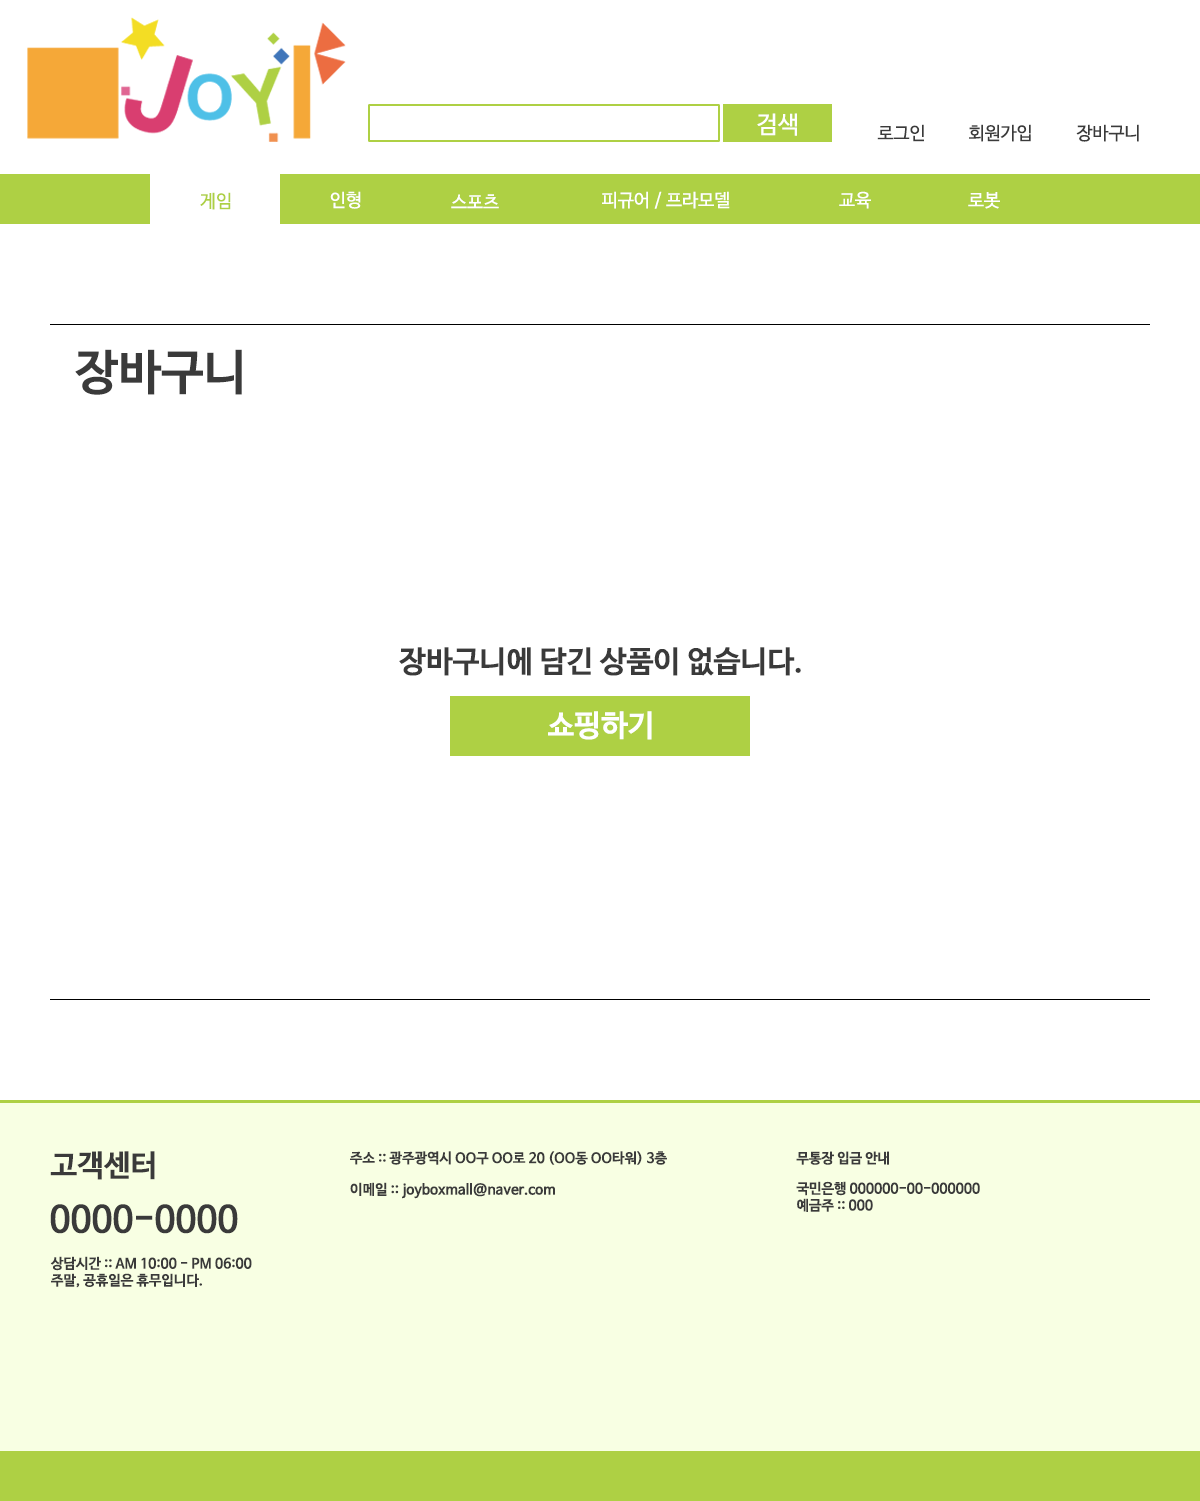 Joy
검색
로그인 회원가입 장바구니
게임 인형 스포츠 피규어 / 프라모델 교육 로봇
장바구니
장바구니에 담긴 상품이 없습니다.
쇼핑하기
고객센터
0000-0000
상담시간 :: AM 10:00 - PM 06:00
주말, 공휴일은 휴무입니다.
주소 :: 광주광역시 OO구 OO로 20 (OO동 OO타워) 3층
이메일 :: joyboxmall@naver.com
무통장 입금 안내
국민은행 000000-00-000000
예금주 :: 000